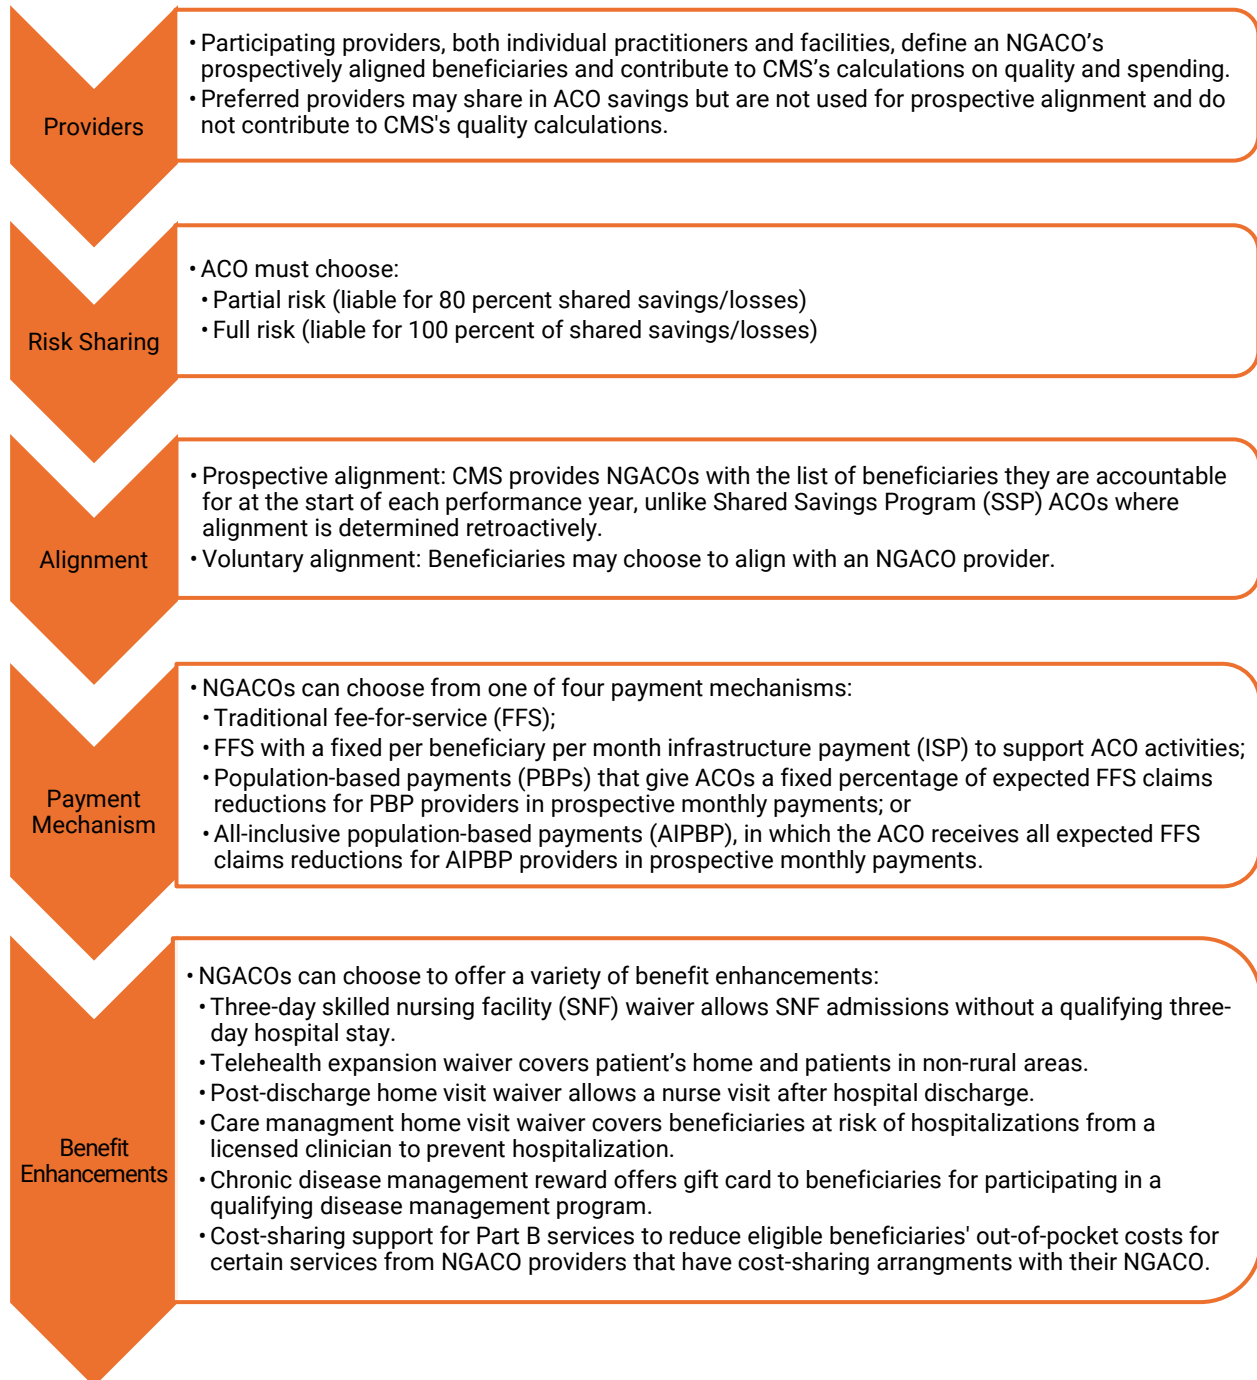 Providers
• Participating providers, both individual practitioners and facilities, define an NGACO’s
prospectively aligned beneficiaries and contribute to CMS’s calculations on quality and spending.
• Preferred providers may share in ACO savings but are not used for prospective alignment and do
not contribute to CMS's quality calculations.
Risk Sharing
• ACO must choose:
• Partial risk (liable for 80 percent shared savings/losses)
• Full risk (liable for 100 percent of shared savings/losses)
Alignment
• Prospective alignment: CMS provides NGACOs with the list of beneficiaries they are accountable
for at the start of each performance year, unlike Shared Savings Program (SSP) ACOs where
alignment is determined retroactively.
• Voluntary alignment: Beneficiaries may choose to align with an NGACO provider.
Payment
Mechanism
• NGACOs can choose from one of four payment mechanisms:
• Traditional fee-for-service (FFS);
• FFS with a fixed per beneficiary per month infrastructure payment (ISP) to support ACO activities;
• Population-based payments (PBPs) that give ACOs a fixed percentage of expected FFS claims
reductions for PBP providers in prospective monthly payments; or
• All-inclusive population-based payments (AIPBP), in which the ACO receives all expected FFS
claims reductions for AIPBP providers in prospective monthly payments.
Benefit
Enhancements
• NGACOs can choose to offer a variety of benefit enhancements:
• Three-day skilled nursing facility (SNF) waiver allows SNF admissions without a qualifying three-
day hospital stay.
• Telehealth expansion waiver covers patient’s home and patients in non-rural areas.
• Post-discharge home visit waiver allows a nurse visit after hospital discharge.
• Care managment home visit waiver covers beneficiaries at risk of hospitalizations from a
licensed clinician to prevent hospitalization.
• Chronic disease management reward offers gift card to beneficiaries for participating in a
qualifying disease management program.
• Cost-sharing support for Part B services to reduce eligible beneficiaries' out-of-pocket costs for
certain services from NGACO providers that have cost-sharing arrangments with their NGACO.